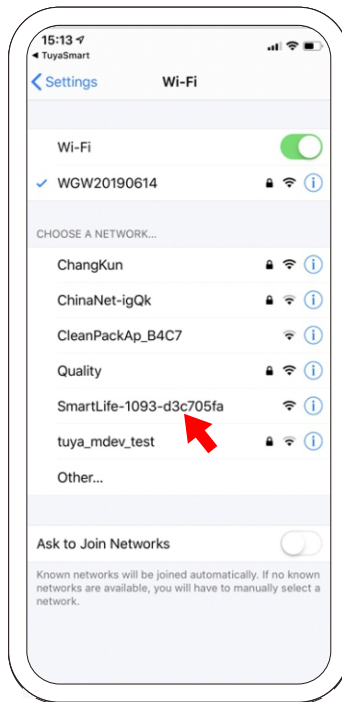 15:13
TuyaSmart
Settings
Wi-Fi
Wi-Fi
WGW20190614
CHOOSE A NETWORK...
ChangKun
ChinaNet-igQk
CleanPackAp_B4C7
Quality
SmartLife-1093-d3c705fa
tuya_mdev_test
Other...
Ask to Join Networks
Known networks will be joined automatically. If no known
networks are available, you will have to manually select a
network.